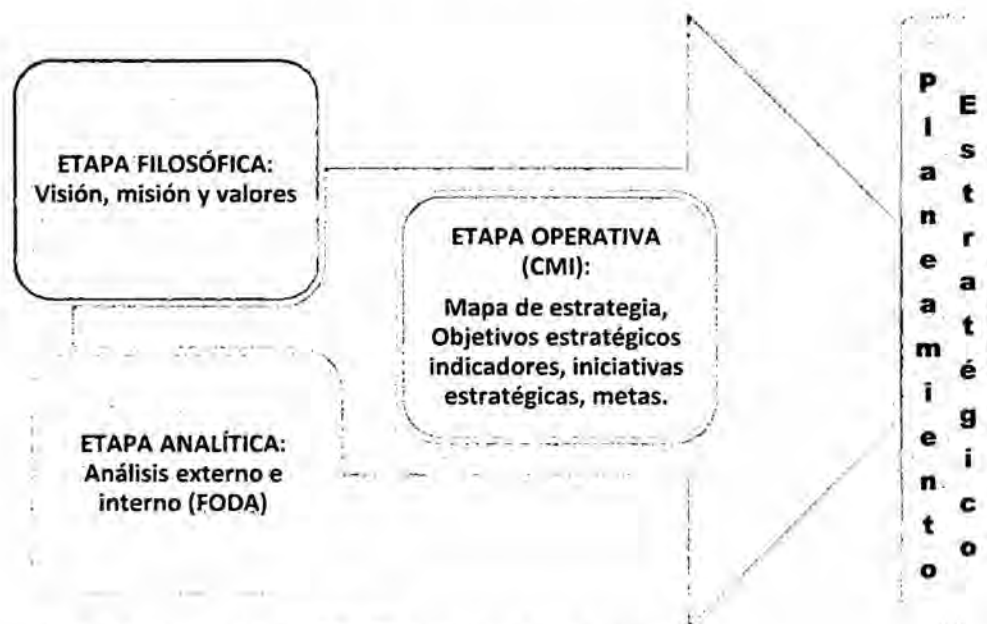 ETAPA FILOSÓFICA:
Visión, misión y valores
ETAPA OPERATIVA
(CMI):
Mapa de estrategia,
Objetivos estratégicos
indicadores, iniciativas
estratégicas, metas.
ETAPA ANALÍTICA:
Análisis externo e
interno (FODA)
Planeamiento
Estratégico